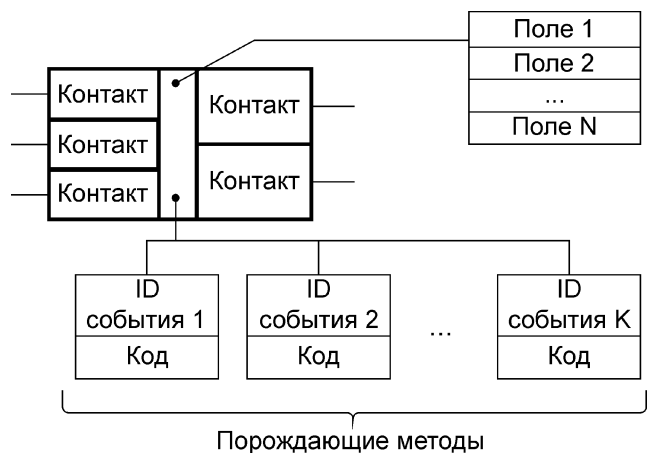 Поле 1
Поле 2
...
Поле N
Контакт
Контакт
Контакт
Контакт
Контакт
ID
события 1
Код
ID
события 2
Код
...
ID
события K
Код
Порождающие методы